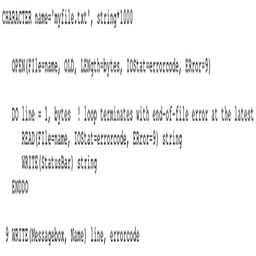 CHARACTER name='myfile.txt', string*1000
OPEN(FIle=name, OLD, LENgth=bytes, IOStat=errorcode, ERror=9)
DO line = 1, bytes ! loop terminates with end-of-file error at the latest
READ(FIle=name, IOStat=errorcode, ERror=9) string
WRITE(StatusBar) string
ENDDO
9 WRITE(Messagebox, Name) line, errorcode